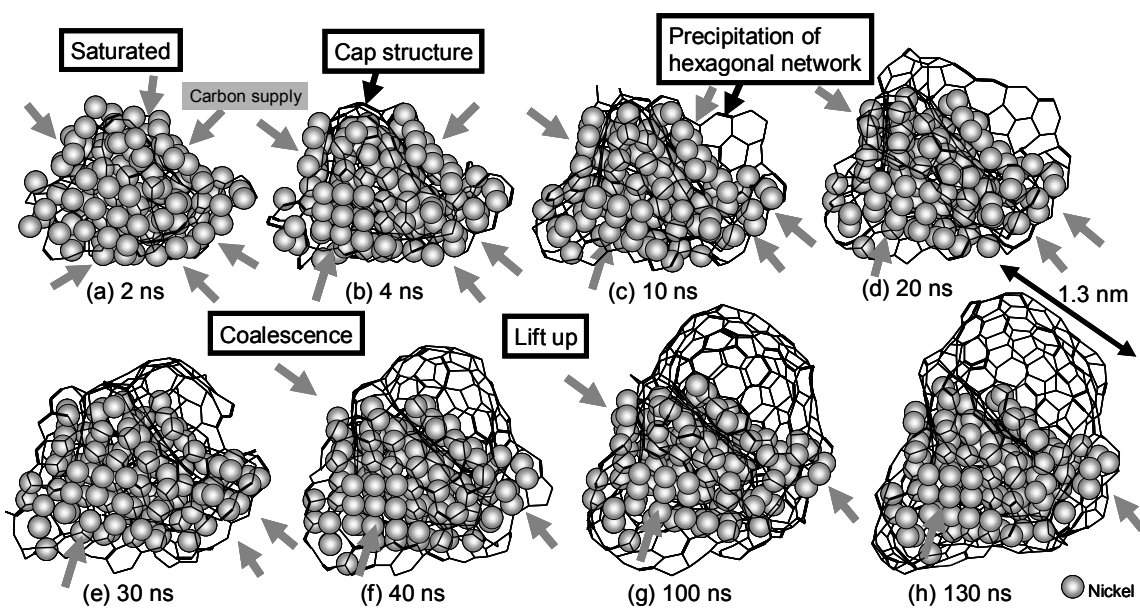 Saturated
Carbon supply
Cap structure
Precipitation of
hexagonal network
(a) 2 ns
(b) 4 ns
(c) 10 ns
(d) 20 ns
1.3 nm
Coalescence
Lift up
(e) 30 ns
(f) 40 ns
(g) 100 ns
(h) 130 ns
Nickel